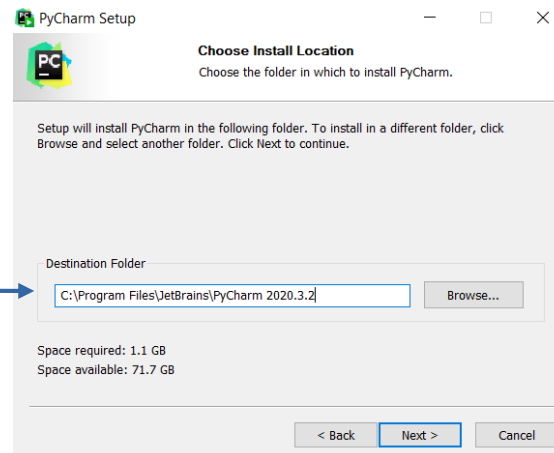 PyCharm Setup
PC
Choose Install Location
Choose the folder in which to install PyCharm.
Setup will install PyCharm in the following folder. To install in a different folder, click
Browse and select another folder. Click Next to continue.
Destination Folder
C:\Program Files\JetBrains\PyCharm 2020.3.2
Browse...
Space required: 1.1 GB
Space available: 71.7 GB
< Back
Next >
Cancel